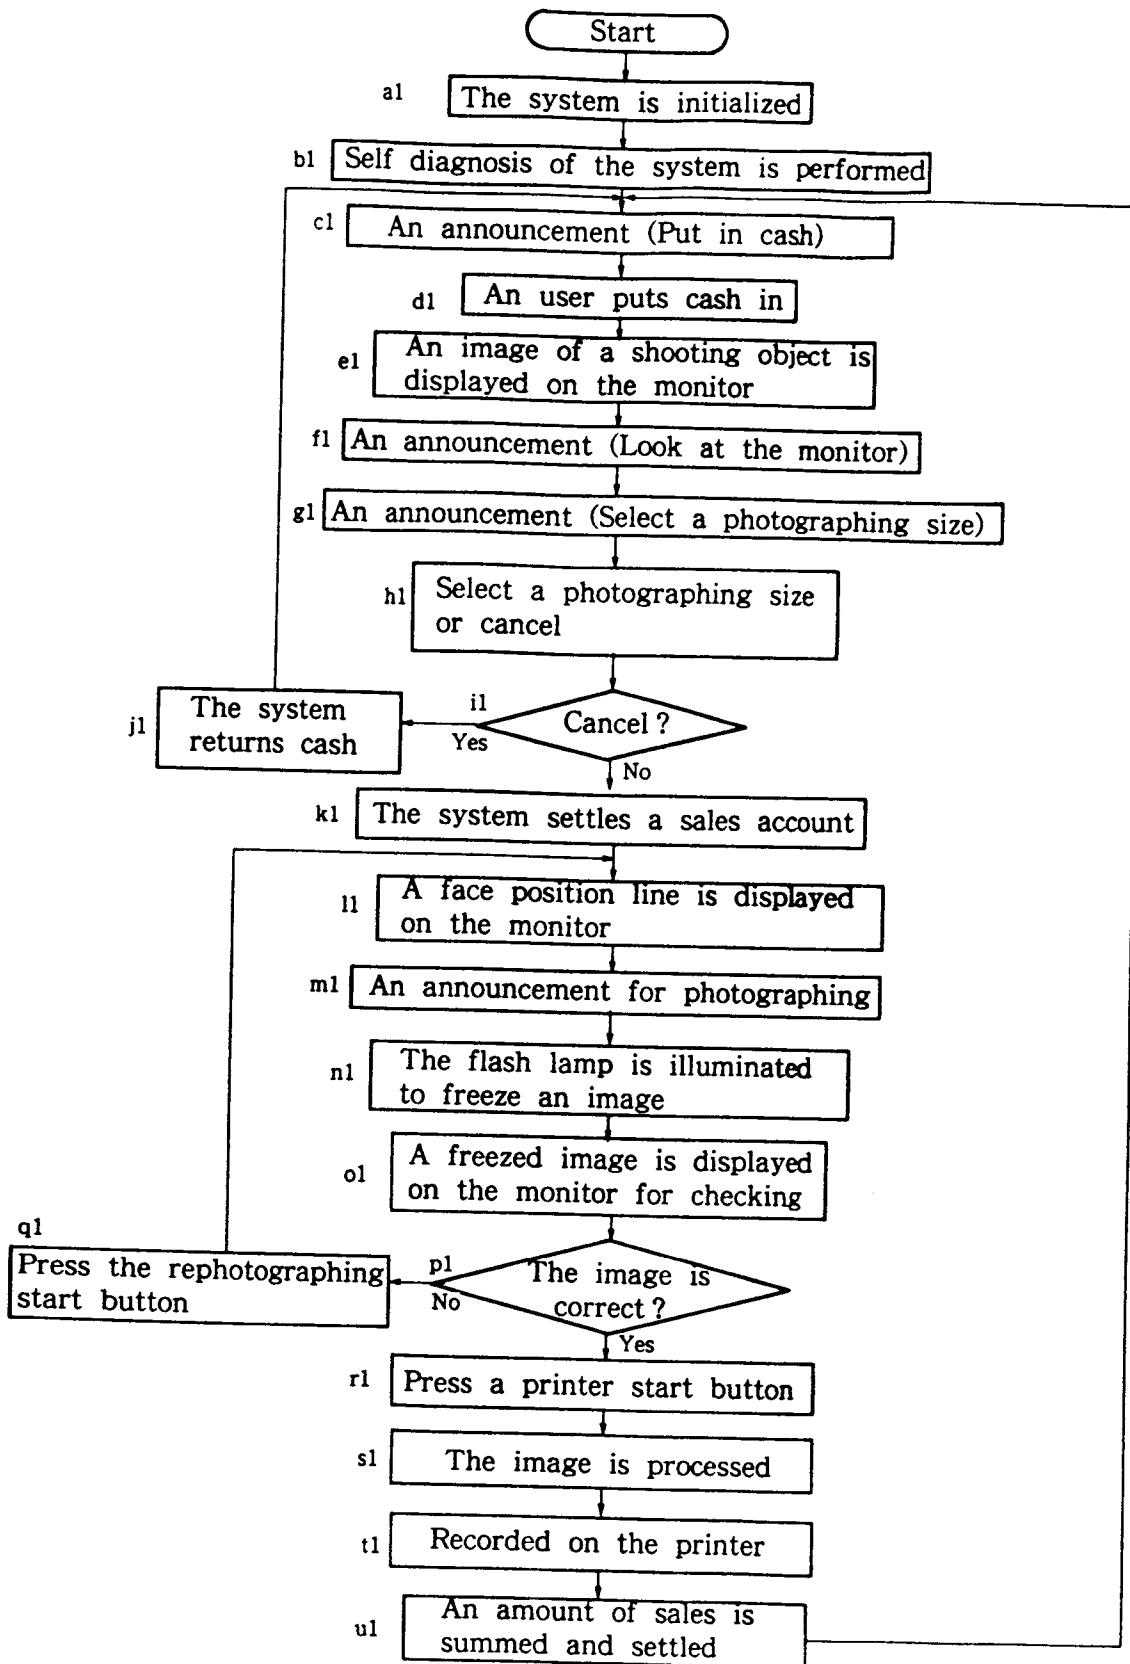 Start
a1
The system is initialized
b1
Self diagnosis of the system is performed
c1
An announcement (Put in cash)
d1
An user puts cash in
e1
An image of a shooting object is
displayed on the monitor
f1
An announcement (Look at the monitor)
g1
An announcement (Select a photographing size)
h1
Select a photographing size
or cancel
i1
Cancel ?
Yes
No
j1
The system
returns cash
k1
The system settles a sales account
l1
A face position line is displayed
on the monitor
m1
An announcement for photographing
n1
The flash lamp is illuminated
to freeze an image
o1
A freezed image is displayed
on the monitor for checking
p1
The image is
correct ?
No
Yes
q1
Press the rephotographing
start button
r1
Press a printer start button
s1
The image is processed
t1
Recorded on the printer
u1
An amount of sales is
summed and settled